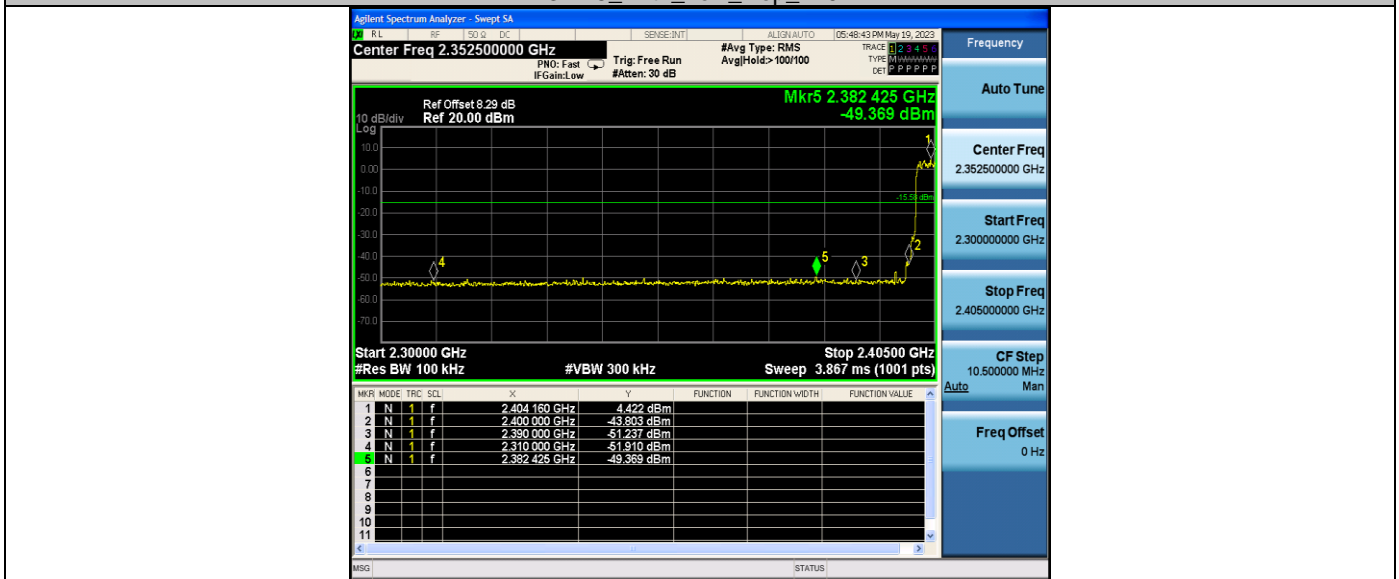 Agilent Spectrum Analyzer - Swept SA
RL RF 50 Ω DC SENSE:INT ALIGN AUTO 05:48:43 PM May 19, 2023
Center Freq 2.352500000 GHz
PNO: Fast
IFGain:Low
Trig: Free Run
#Atten: 30 dB
#Avg Type: RMS
Avg|Hold:>100/100
TRACE 1 2 3 4 5 6
TYPE M
DET P P P P P P
Frequency
Mkr5 2.382 425 GHz
-49.369 dBm
Ref Offset 8.29 dB
10 dB/div Ref 20.00 dBm
Log
10.0
0.00
-10.0
-20.0
-30.0
-40.0
-50.0
-60.0
-70.0
-15.58 dBm
1
2
3
4
5
Start 2.30000 GHz Stop 2.40500 GHz
#Res BW 100 kHz #VBW 300 kHz Sweep 3.867 ms (1001 pts)
MKR MODE TRC SCL X Y FUNCTION FUNCTION WIDTH FUNCTION VALUE
1 N 1 f 2.404 160 GHz 4.422 dBm
2 N 1 f 2.400 000 GHz -43.803 dBm
3 N 1 f 2.390 000 GHz -51.237 dBm
4 N 1 f 2.310 000 GHz -51.910 dBm
5 N 1 f 2.382 425 GHz -49.369 dBm
6
7
8
9
10
11
MSG STATUS
Auto Tune
Center Freq
2.352500000 GHz
Start Freq
2.300000000 GHz
Stop Freq
2.405000000 GHz
CF Step
10.500000 MHz
Auto Man
Freq Offset
0 Hz